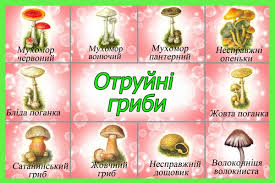 Мухомор
червоний
Мухомор
вонючий
Мухомор
пантерний
Несправжні
опеньки
Бліда поганка
Отруйні
гриби
Жовта поганка
Сатанинський
гриб
Жовчний
гриб
Несправжній
дощовик
Волоконниця
волокниста